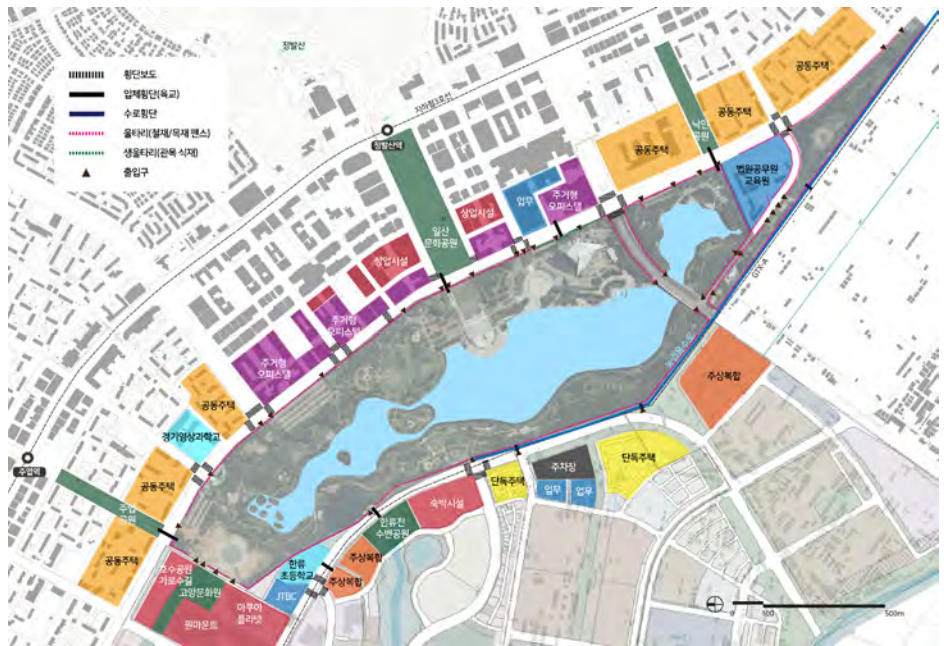 정발산
횡단보도
입체횡단(육교)
수로횡단
울타리(철재/목재 펜스)
생울타리(관목 식재)
출입구
지하철3호선
정발산역
일산
문화공원
상업시설
업무
주거형
오피스텔
공동주택
낙민
공원
공동주택
공동주택
법원공무원
교육원
GTX-A
상업시설
주거형
오피스텔
주거형
오피스텔
공동주택
경기영상과학고
주엽역
공동주택
주엽
공원
공동주택
호수공원
가로수길
고양문화원
원마운트
아쿠아
플라넷
한류
초등학교
JTBC
주상복합
주상복합
한류천
수변공원
숙박시설
단독주택
주차장
업무
업무
단독주택
주상복합
0
100
500m